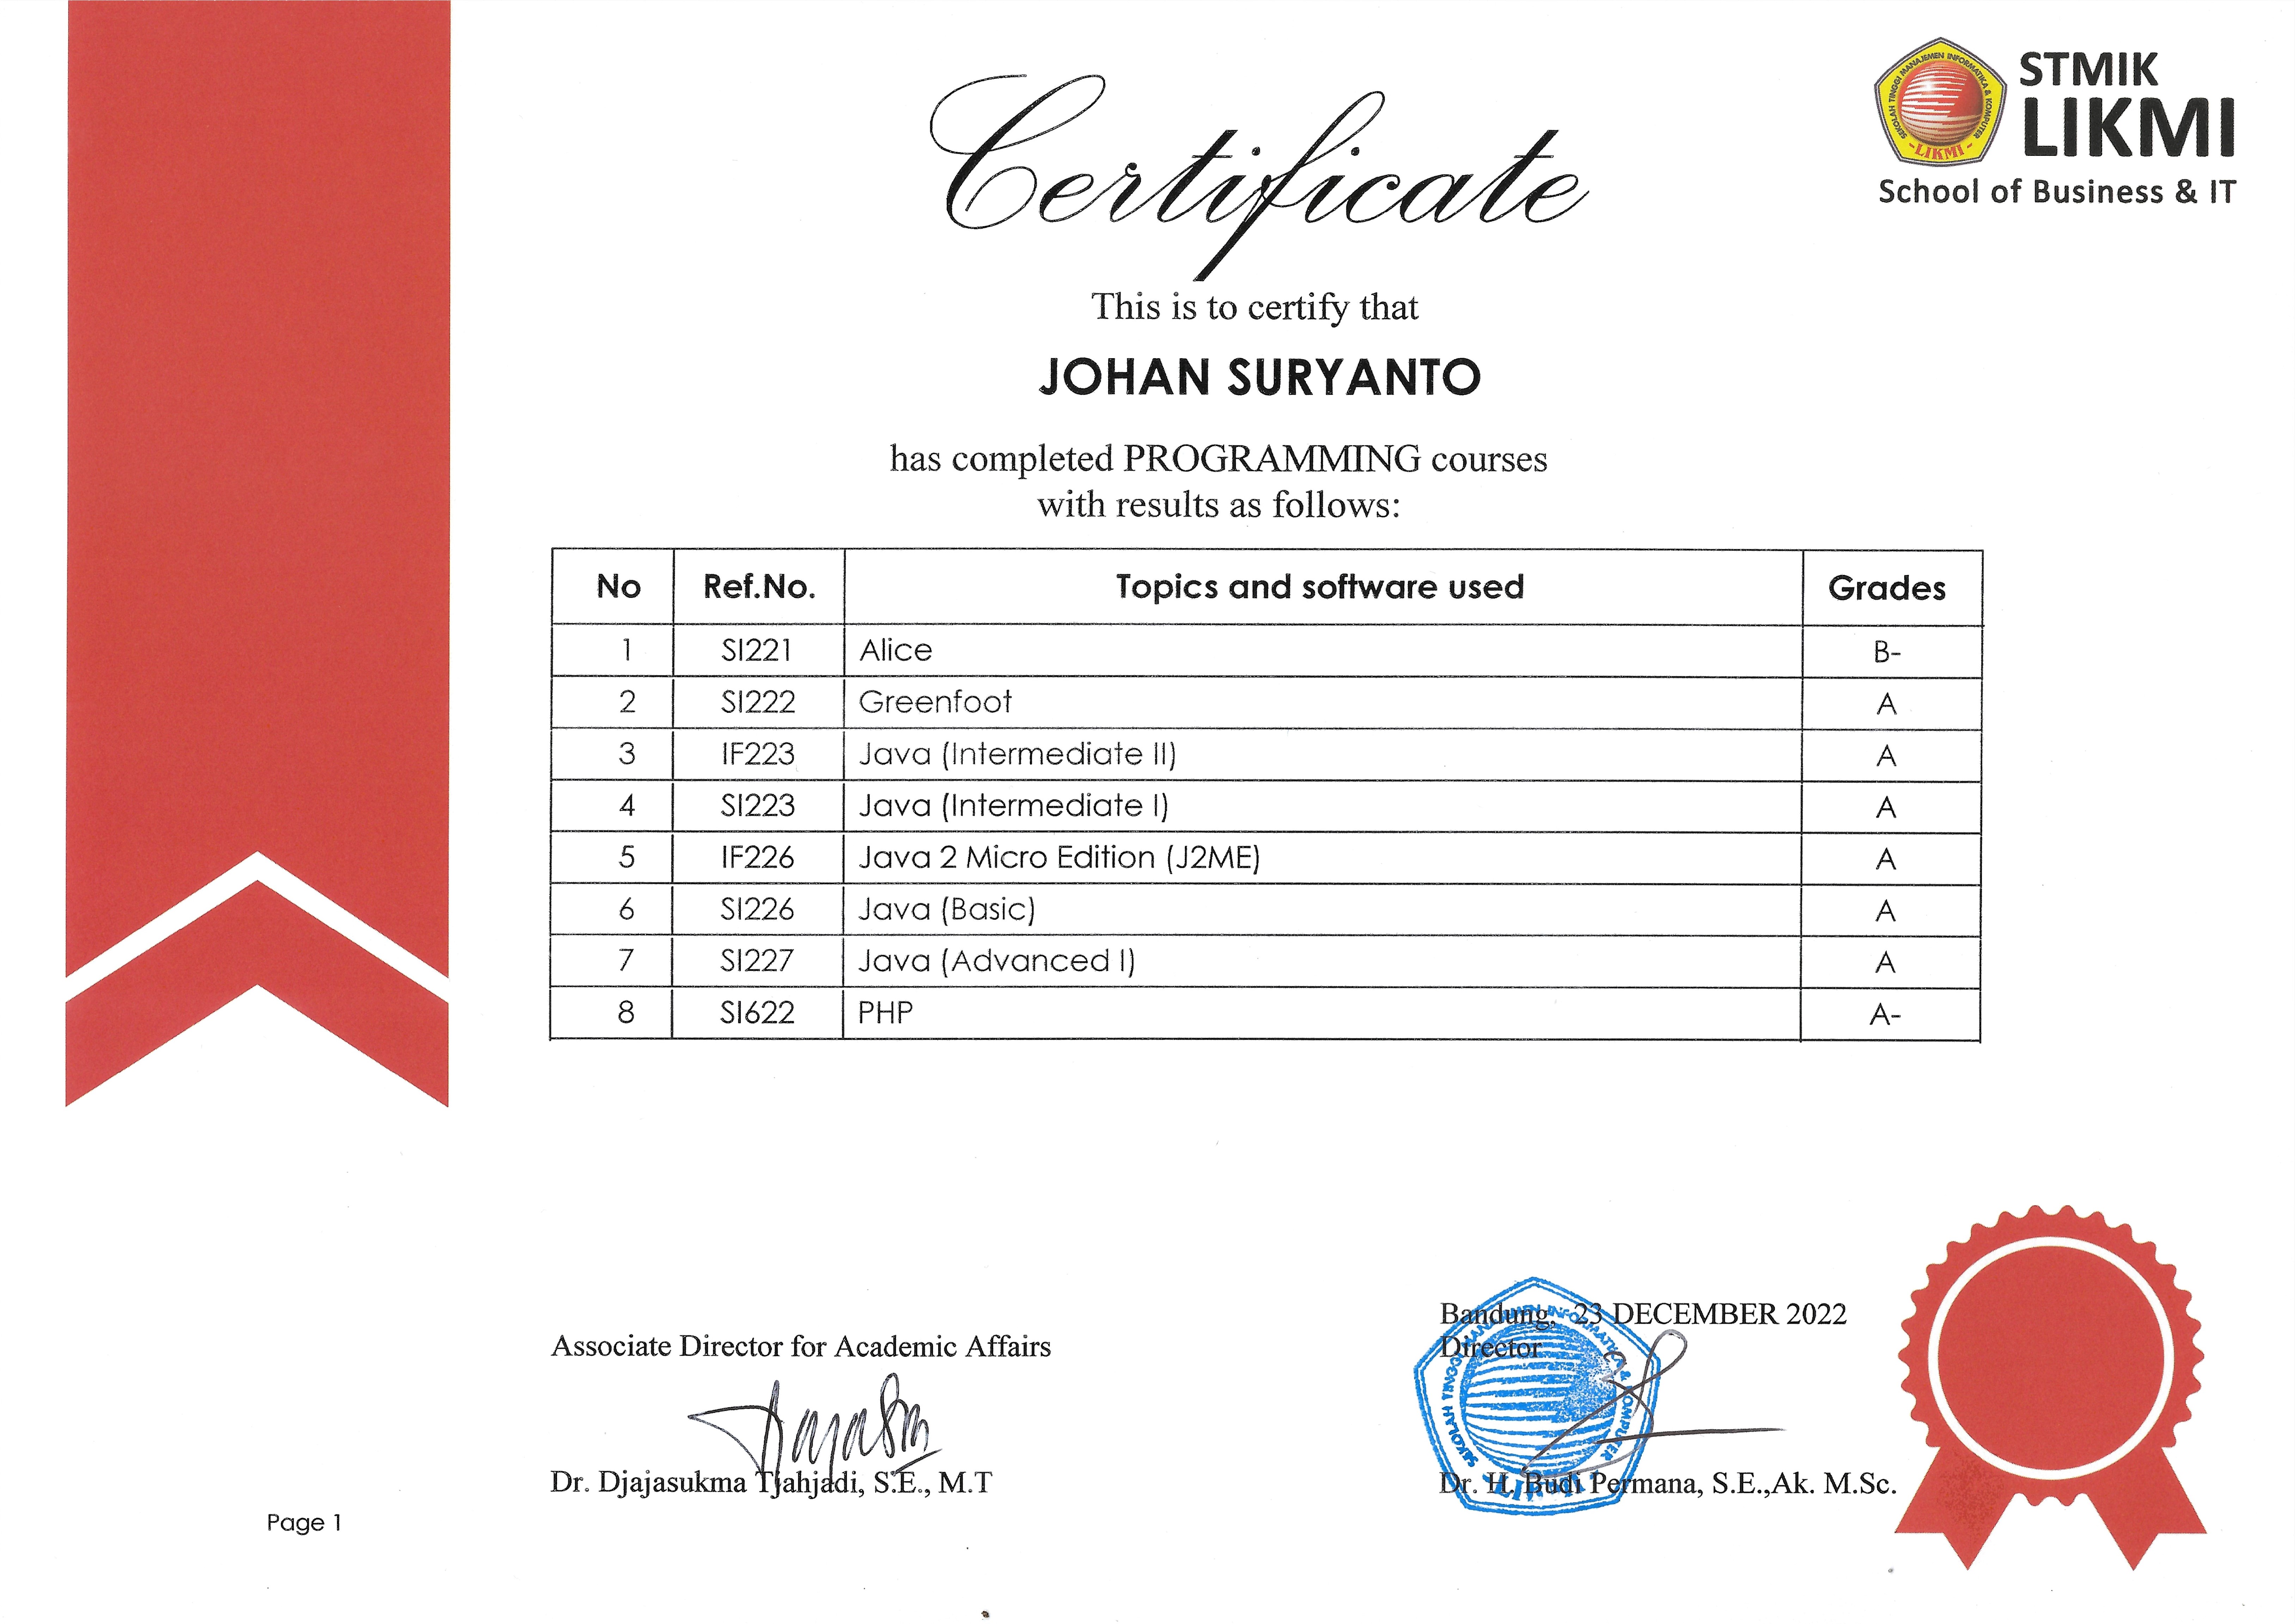 STMIK
LIKMI
School of Business & IT
SEKOLAH TINGGI MANAJEMEN INFORMATIKA & KOMPUTER
-LIKMI-
Certificate
This is to certify that
JOHAN SURYANTO
has completed PROGRAMMING courses
with results as follows:
No Ref.No. Topics and software used Grades
1 SI221 Alice B-
2 SI222 Greenfoot A
3 IF223 Java (Intermediate II) A
4 SI223 Java (Intermediate I) A
5 IF226 Java 2 Micro Edition (J2ME) A
6 SI226 Java (Basic) A
7 SI227 Java (Advanced I) A
8 SI622 PHP A-
Bandung, 23 DECEMBER 2022
Associate Director for Academic Affairs
Director
SEKOLAH TINGGI MANAJEMEN INFORMATIKA & KOMPUTER
LIKMI
Dr. Djajasukma Tjahjadi, S.E., M.T
Dr. H. Budi Permana, S.E.,Ak. M.Sc.
Page 1